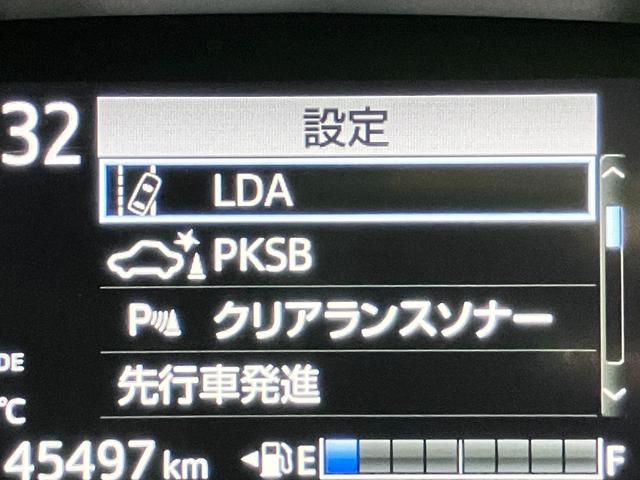 32
設定
LDA
PKSB
P クリアランスソナー
DE
先行車発進
℃
45497 km
E F